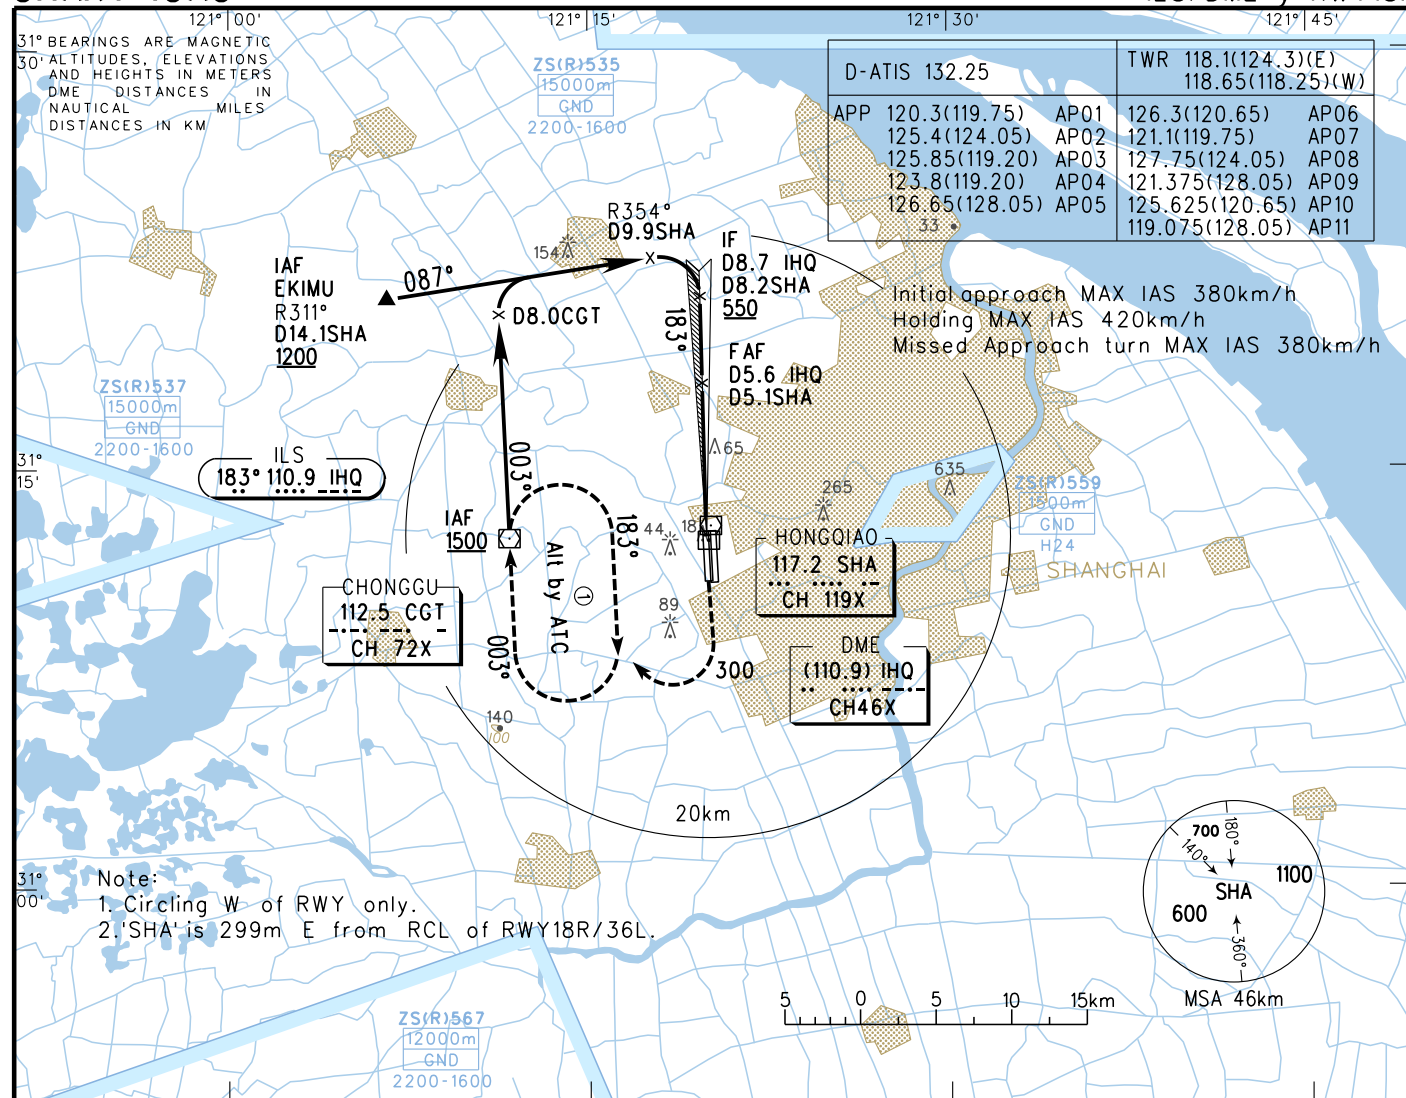 121° 00'
121° 15'
121° 30'
121° 45'
31°
30'
BEARINGS ARE MAGNETIC
ALTITUDES, ELEVATIONS
AND HEIGHTS IN METERS
DME DISTANCES IN
NAUTICAL MILES
DISTANCES IN KM
ZS(R)535
15000m
GND
2200-1600
D-ATIS 132.25
TWR 118.1(124.3)(E)
118.65(118.25)(W)
APP 120.3(119.75) AP01 126.3(120.65) AP06
125.4(124.05) AP02 121.1(119.75) AP07
125.85(119.20) AP03 127.75(124.05) AP08
123.8(119.20) AP04 121.375(128.05) AP09
126.65(128.05) AP05 125.625(120.65) AP10
119.075(128.05) AP11
33
R354°
D9.9SHA
154
IF
D8.7 IHQ
D8.2SHA
550
IAF
EKIMU
R311°
D14.1SHA
1200
087°
D8.0CGT
183°
Initial approach MAX IAS 380km/h
Holding MAX IAS 420km/h
Missed Approach turn MAX IAS 380km/h
FAF
D5.6 IHQ
D5.1SHA
ZS(R)537
15000m
GND
2200-1600
ILS
183° 110.9 IHQ
31°
15'
003°
65
635
265
ZS(R)559
1500m
GND
H24
IAF
1500
183°
44
HONGQIAO
117.2 SHA
CH 119X
SHANGHAI
Alt by ATC
①
CHONGGU
112.5 CGT
CH 72X
89
003°
300
DME
(110.9) IHQ
CH46X
140
100
20km
31°
00'
Note:
1. Circling W of RWY only.
2.'SHA' is 299m E from RCL of RWY18R/36L.
700
180°
140°
SHA
1100
600
360°
MSA 46km
5 0 5 10 15km
ZS(R)567
12000m
GND
2200-1600